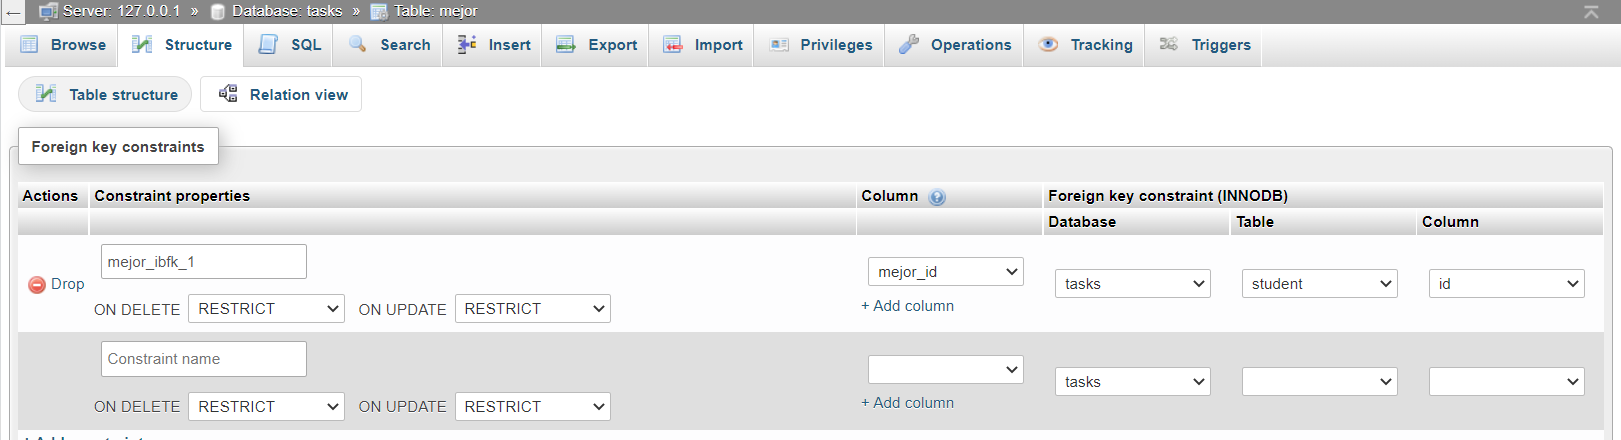 ← Server: 127.0.0.1 » Database: tasks » Table: mejor
Browse Structure SQL Search Insert Export Import Privileges Operations Tracking Triggers
Table structure Relation view
Foreign key constraints
Actions Constraint properties Column Foreign key constraint (INNODB)
Database Table Column
mejor_ibfk_1
Drop mejor_id tasks student id
ON DELETE RESTRICT ON UPDATE RESTRICT + Add column
Constraint name
tasks
ON DELETE RESTRICT ON UPDATE RESTRICT + Add column